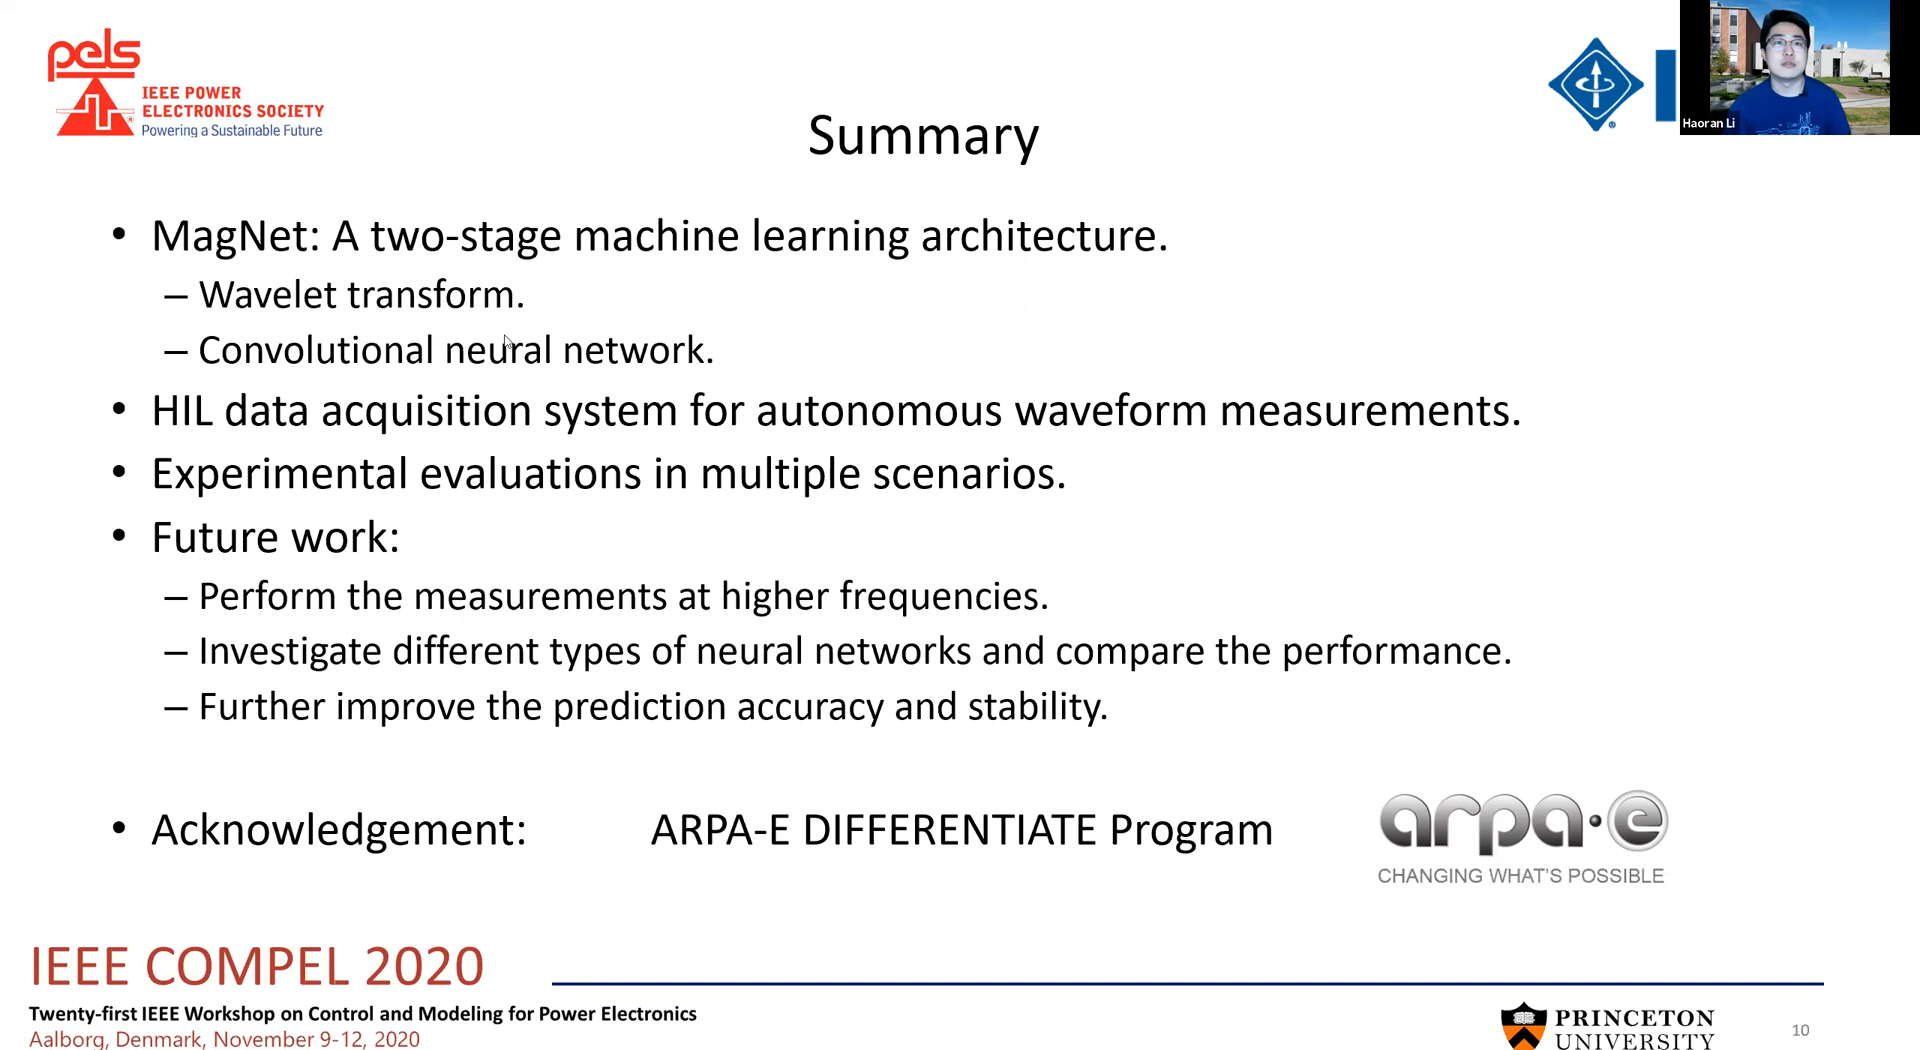 pels
IEEE POWER
ELECTRONICS SOCIETY
Powering a Sustainable Future
Haoran Li
Summary
• MagNet: A two-stage machine learning architecture.
– Wavelet transform.
– Convolutional neural network.
• HIL data acquisition system for autonomous waveform measurements.
• Experimental evaluations in multiple scenarios.
• Future work:
– Perform the measurements at higher frequencies.
– Investigate different types of neural networks and compare the performance.
– Further improve the prediction accuracy and stability.
• Acknowledgement: ARPA-E DIFFERENTIATE Program
arpa·e
CHANGING WHAT'S POSSIBLE
IEEE COMPEL 2020
Twenty-first IEEE Workshop on Control and Modeling for Power Electronics
Aalborg, Denmark, November 9-12, 2020
PRINCETON
UNIVERSITY
10